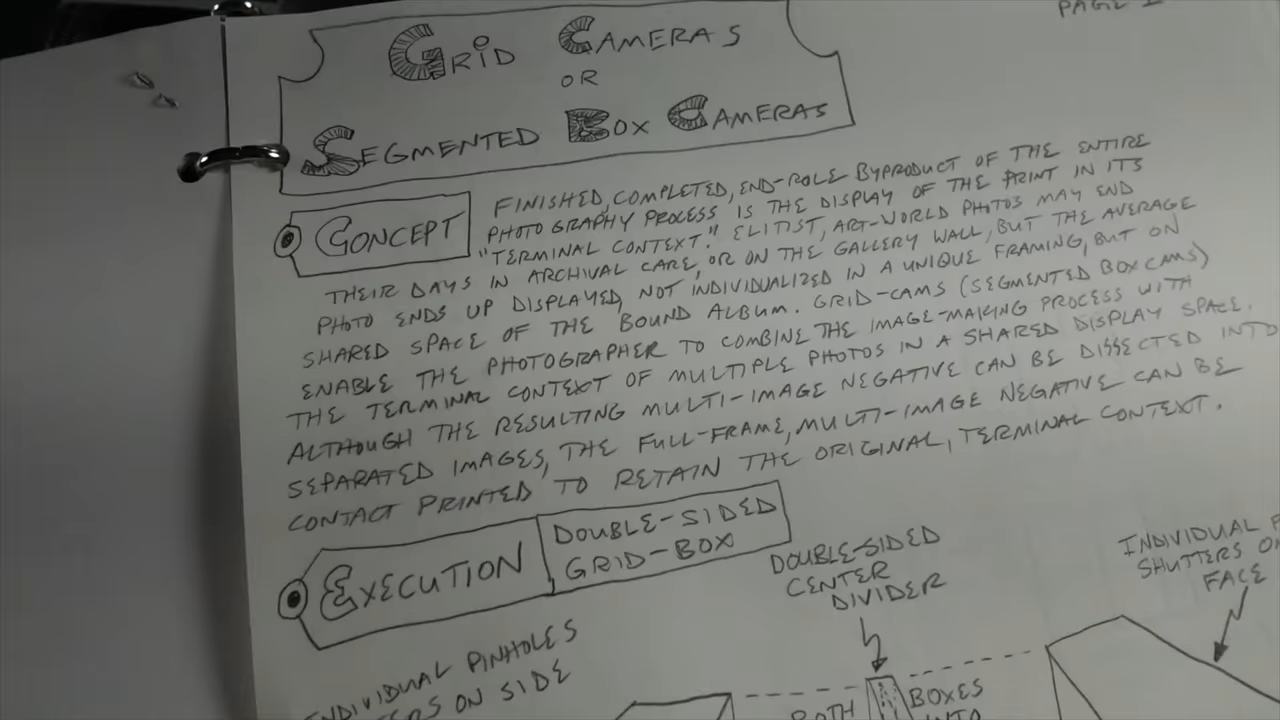 PAGE
GRID CAMERAS
OR
SEGMENTED BOX CAMERAS
CONCEPT
FINISHED, COMPLETED, END-ROLE BYPRODUCT OF THE ENTIRE
PHOTOGRAPHY PROCESS IS THE DISPLAY OF THE PRINT IN ITS
"TERMINAL CONTEXT." ELITIST, ART-WORLD PHOTOS MAY END
THEIR DAYS IN ARCHIVAL CARE, OR ON THE GALLERY WALL, BUT THE AVERAGE
PHOTO ENDS UP DISPLAYED, NOT INDIVIDUALIZED IN A UNIQUE FRAMING, BUT ON
SHARED SPACE OF THE BOUND ALBUM. GRID-CAMS (SEGMENTED BOX CAMS)
ENABLE THE PHOTOGRAPHER TO COMBINE THE IMAGE-MAKING PROCESS WITH
THE TERMINAL CONTEXT OF MULTIPLE PHOTOS IN A SHARED DISPLAY SPACE.
ALTHOUGH THE RESULTING MULTI-IMAGE NEGATIVE CAN BE DISSECTED INTO
SEPARATED IMAGES, THE FULL-FRAME, MULTI-IMAGE NEGATIVE CAN BE
CONTACT PRINTED TO RETAIN THE ORIGINAL, TERMINAL CONTEXT.
EXECUTION
DOUBLE-SIDED
GRID-BOX
DOUBLE-SIDED
CENTER
DIVIDER
INDIVIDUAL
SHUTTERS ON
FACE
INDIVIDUAL PINHOLES
ON SIDE
BOTH
BOXES
INTO